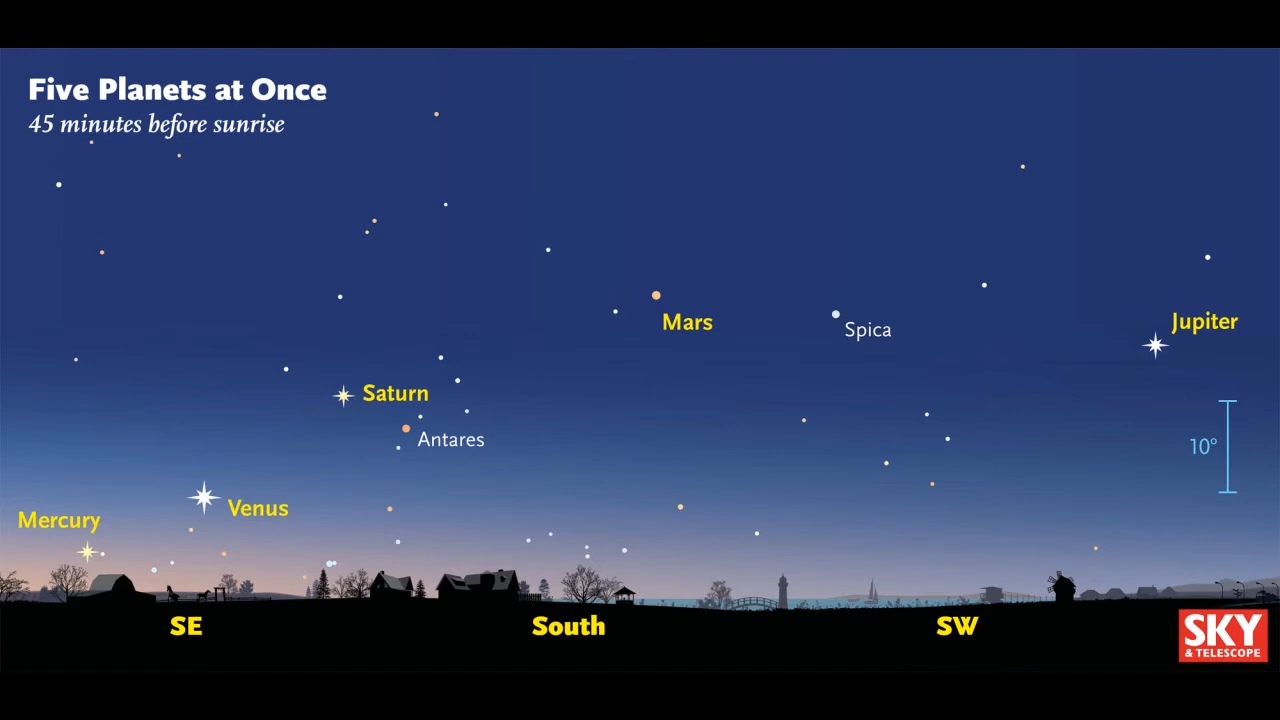 Five Planets at Once
45 minutes before sunrise
Mars
Spica
Jupiter
Saturn
Antares
10°
Venus
Mercury
SE
South
SW
SKY
& TELESCOPE